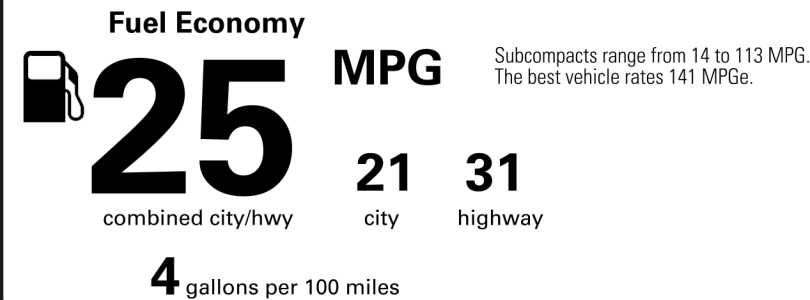 Fuel Economy
25
MPG
Subcompacts range from 14 to 113 MPG.
The best vehicle rates 141 MPGe.
21 31
combined city/hwy city highway
4 gallons per 100 miles